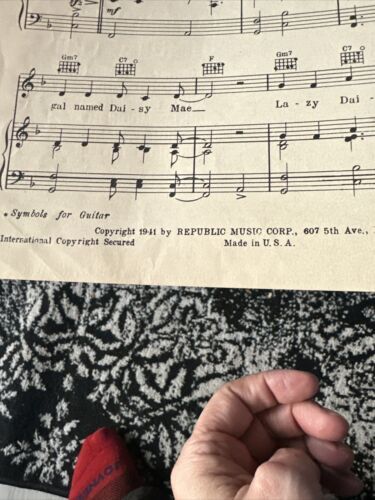 Gm7 C7 F Gm7 C7
gal named Dai - sy Mae La - zy Dai -
* Symbols for Guitar
Copyright 1941 by REPUBLIC MUSIC CORP., 607 5th Ave.,
International Copyright Secured Made in U. S. A.